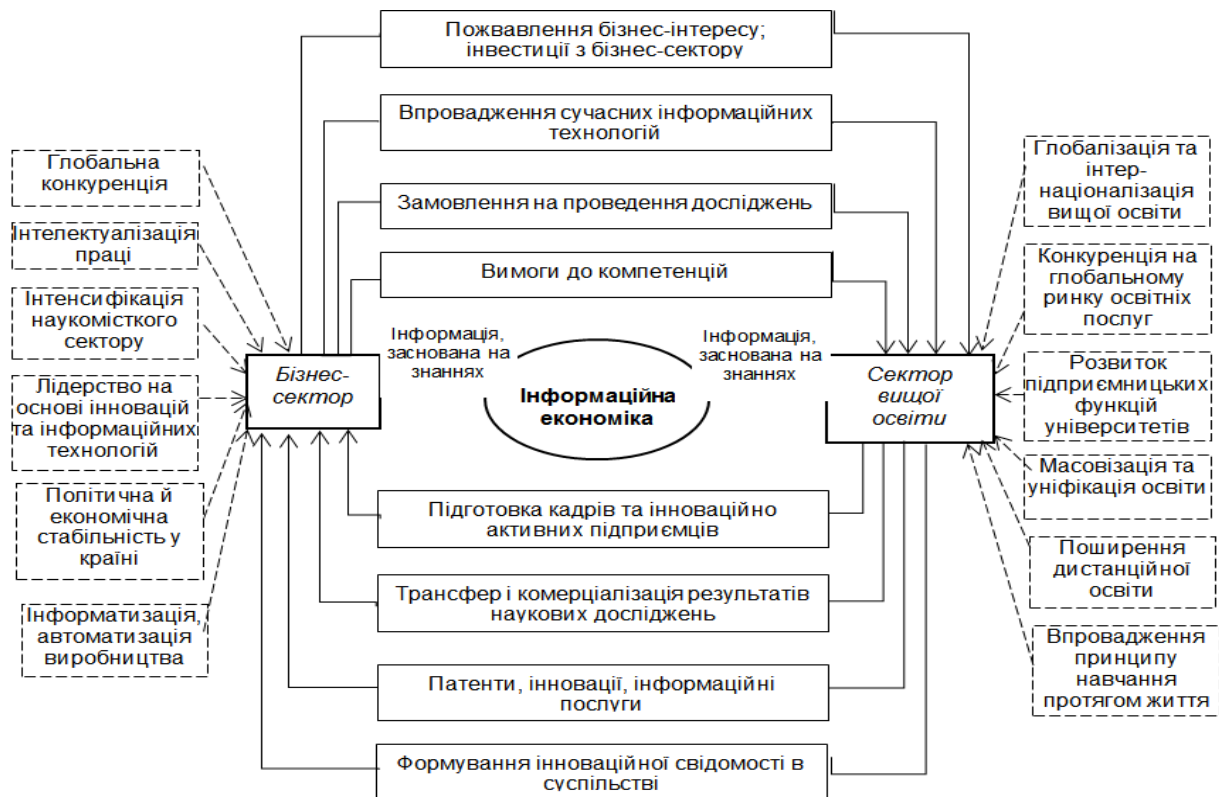 Пожвавлення бізнес-інтересу;
інвестиції з бізнес-сектору
Впровадження сучасних інформаційних
технологій
Замовлення на проведення досліджень
Вимоги до компетенцій
Глобальна
конкуренція
Інтелектуалізація
праці
Інтенсифікація
наукомісткого
сектору
Лідерство на
основі інновацій
та інформаційних
технологій
Політична й
економічна
стабільність у
країні
Інформатизація,
автоматизація
виробництва
Бізнес-
сектор
Інформація,
заснована на
знаннях
Інформаційна
економіка
Інформація,
заснована на
знаннях
Сектор
вищої
освіти
Глобалізація та
інтер-
націоналізація
вищої освіти
Конкуренція на
глобальному
ринку освітніх
послуг
Розвиток
підприємницьких
функцій
університетів
Масовізація та
уніфікація освіти
Поширення
дистанційної
освіти
Впровадження
принципу
навчання
протягом життя
Підготовка кадрів та інноваційно
активних підприємців
Трансфер і комерціалізація результатів
наукових досліджень
Патенти, інновації, інформаційні
послуги
Формування інноваційної свідомості в
суспільстві